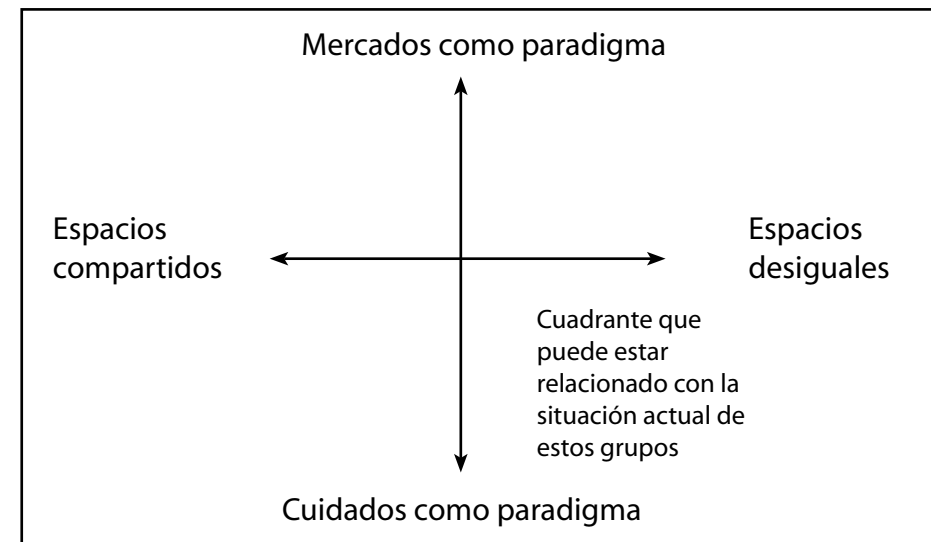 Mercados como paradigma
Espacios
compartidos
Espacios
desiguales
Cuadrante que
puede estar
relacionado con la
situación actual de
estos grupos
Cuidados como paradigma